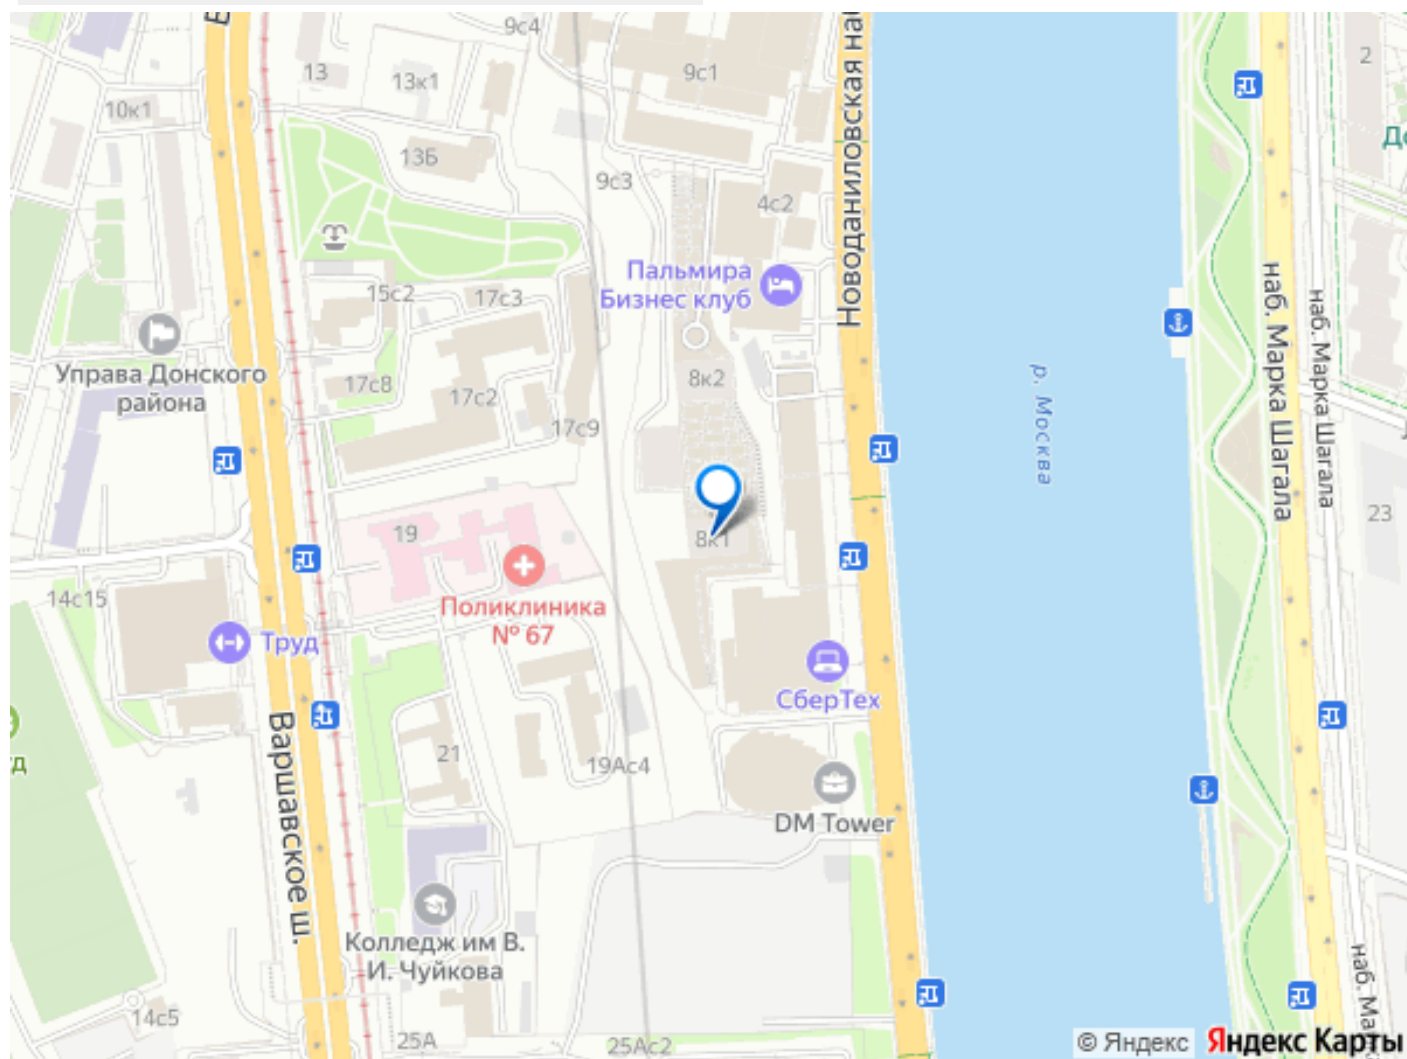 9с4
9с1
13
13к1
10к1
13Б
9с3
4с2
2
Новоданиловская наб
Пальмира
Бизнес клуб
15с2
17с3
Управа Донского
района
17с8
17с2
17с9
8к2
8к1
р. Москва
наб. Марка Шагала
наб. Марка Шагала
23
19
Поликлиника
№ 67
14с15
Труд
СберТех
Варшавское ш.
21
19Ас4
DM Tower
Колледж им В.
И. Чуйкова
14с5
25А
25Ас2
наб. Ма
© Яндекс Яндекс Карты